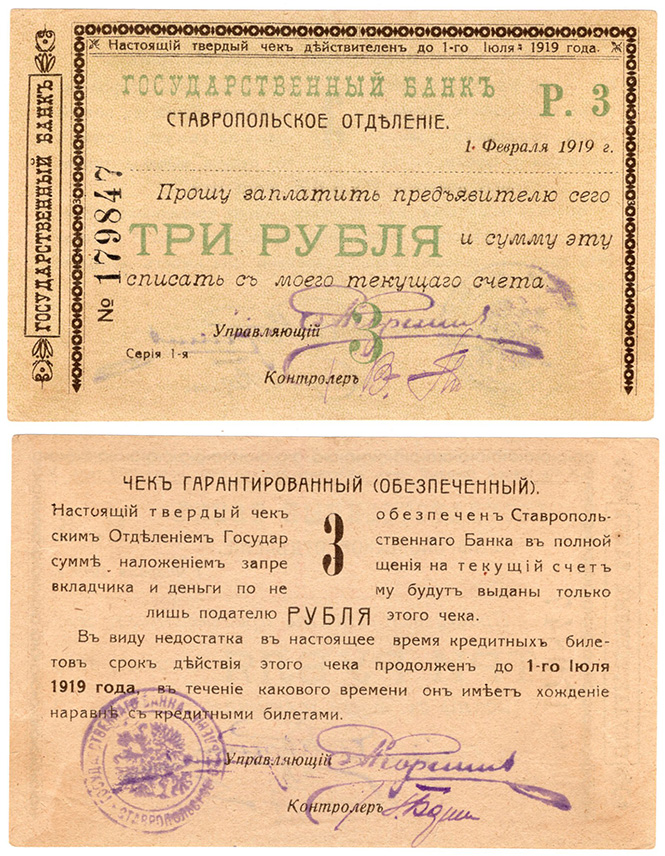 Настоящій твердый чекъ дѣйствителенъ до 1-го Іюля 1919 года.
ГОСУДАРСТВЕННЫЙ БАНКЪ
ГОСУДАРСТВЕННЫЙ БАНКЪ
Р. 3
СТАВРОПОЛЬСКОЕ ОТДѢЛЕНІЕ.
1 Февраля 1919 г.
№ 179847
Прошу заплатить предъявителю сего
ТРИ РУБЛЯ и сумму эту
списать съ моего текущаго счета.
Управляющій
3
Серія 1-я
Контролеръ
ЧЕКЪ ГАРАНТИРОВАННЫЙ (ОБЕЗПЕЧЕННЫЙ).
Настоящій твердый чекъ обезпеченъ Ставрополь-
скимъ Отдѣленіемъ Государ 3 ственнаго Банка въ полной
суммѣ наложеніемъ запре щенія на текущій счетъ
вкладчика и деньги по не му будутъ выданы только
лишь подателю РУБЛЯ этого чека.
Въ виду недостатка въ настоящее время кредитныхъ биле-
товъ срокъ дѣйствія этого чека продолженъ до 1-го Іюля
1919 года, въ теченіе какового времени онъ имѣетъ хожденіе
наравнѣ съ кредитными билетами.
Управляющій
Контролеръ